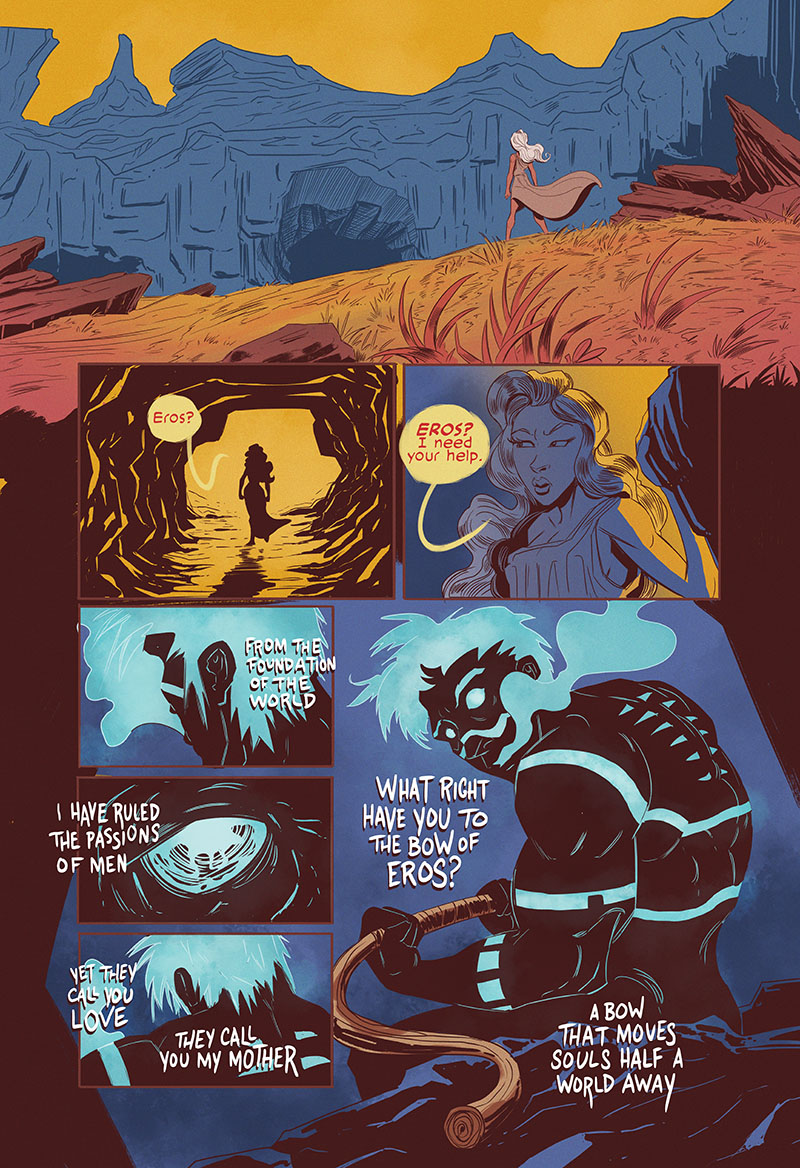 Eros?
EROS?
I need
your help.
FROM THE
FOUNDATION
OF THE
WORLD
I HAVE RULED
THE PASSIONS
OF MEN
YET THEY
CALL YOU
LOVE
THEY CALL
YOU MY MOTHER
WHAT RIGHT
HAVE YOU TO
THE BOW OF
EROS?
A BOW
THAT MOVES
SOULS HALF A
WORLD AWAY